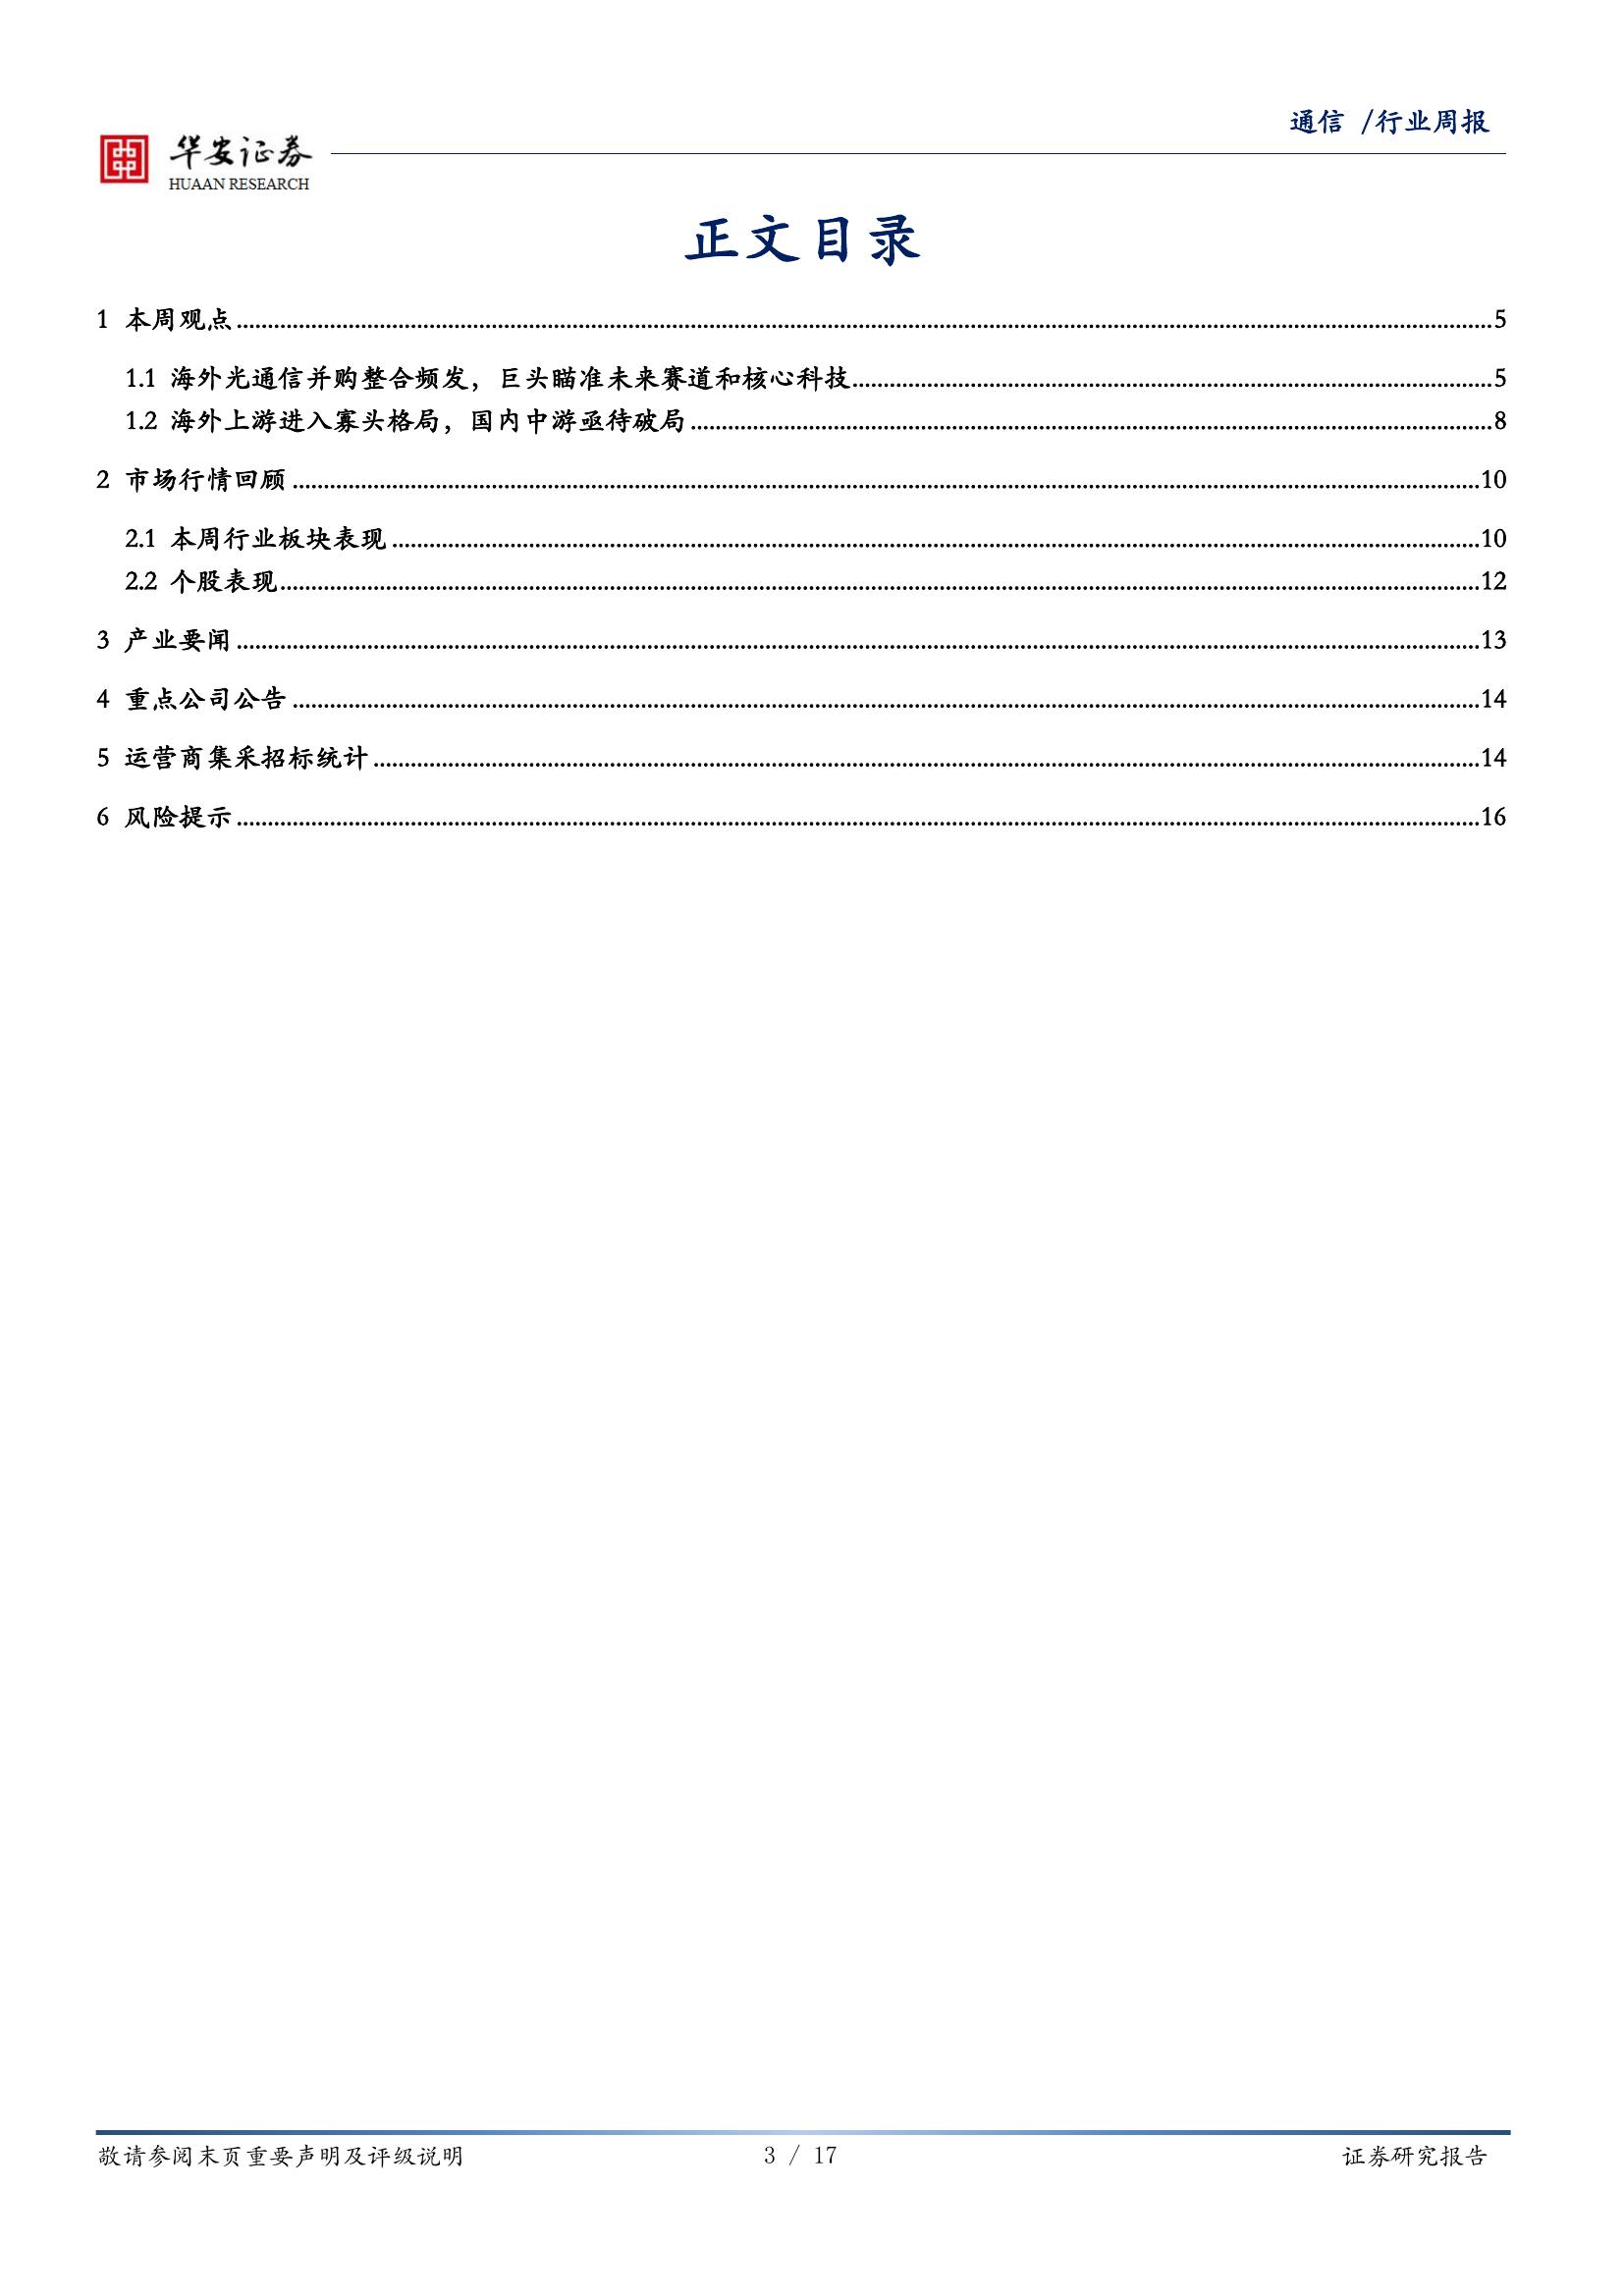 通信 /行业周报
华安证券
HUAAN RESEARCH
正文目录
1 本周观点 5
1.1 海外光通信并购整合频发，巨头瞄准未来赛道和核心科技 5
1.2 海外上游进入寡头格局，国内中游亟待破局 8
2 市场行情回顾 10
2.1 本周行业板块表现 10
2.2 个股表现 12
3 产业要闻 13
4 重点公司公告 14
5 运营商集采招标统计 14
6 风险提示 16
敬请参阅末页重要声明及评级说明 3 / 17 证券研究报告